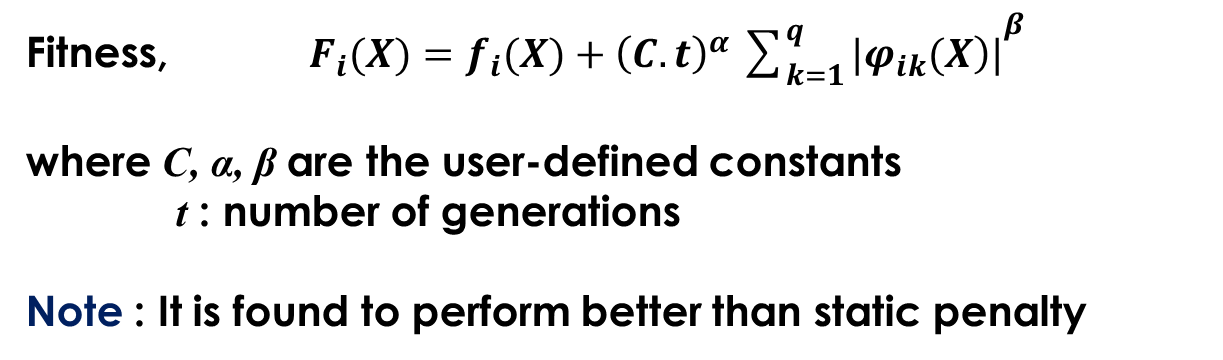 Fitness, F_i(X) = f_i(X) + (C.t)^α ∑_{k=1}^{q} |φ_{ik}(X)|^β
where C, α, β are the user-defined constants
t : number of generations
Note : It is found to perform better than static penalty